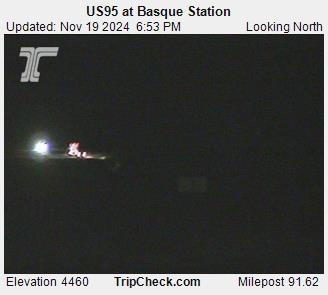 US95 at Basque Station
Updated: Nov 19 2024  6:53 PM Looking North
Elevation 4460 TripCheck.com Milepost 91.62